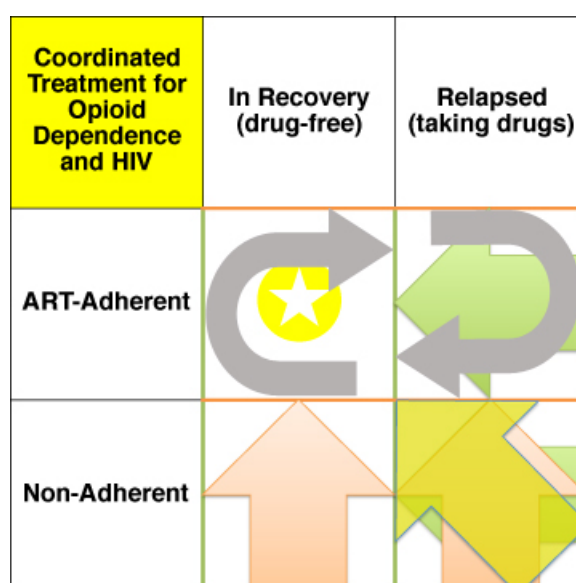 Coordinated
Treatment for
Opioid
Dependence
and HIV
In Recovery
(drug-free)
Relapsed
(taking drugs)
ART-Adherent
Non-Adherent